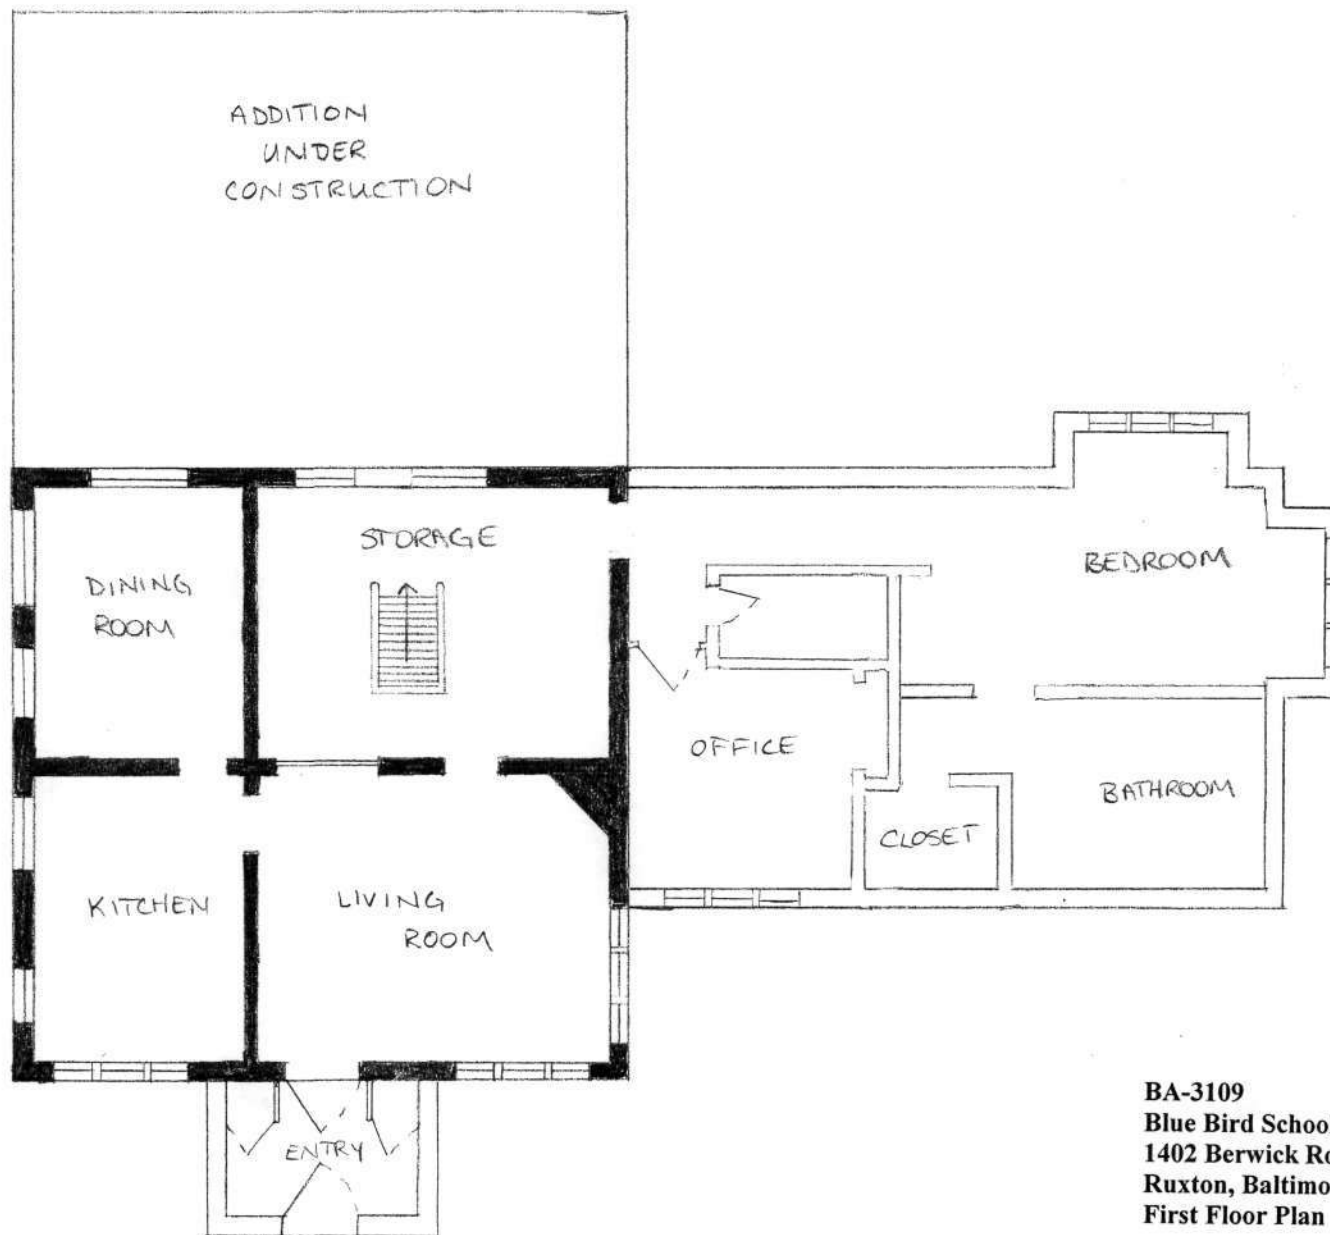 ADDITION
UNDER
CONSTRUCTION
STORAGE
DINING
ROOM
BEDROOM
OFFICE
BATHROOM
CLOSET
KITCHEN
LIVING
ROOM
ENTRY
BA-3109
Blue Bird Schoo
1402 Berwick Ro
Ruxton, Baltimo
First Floor Plan